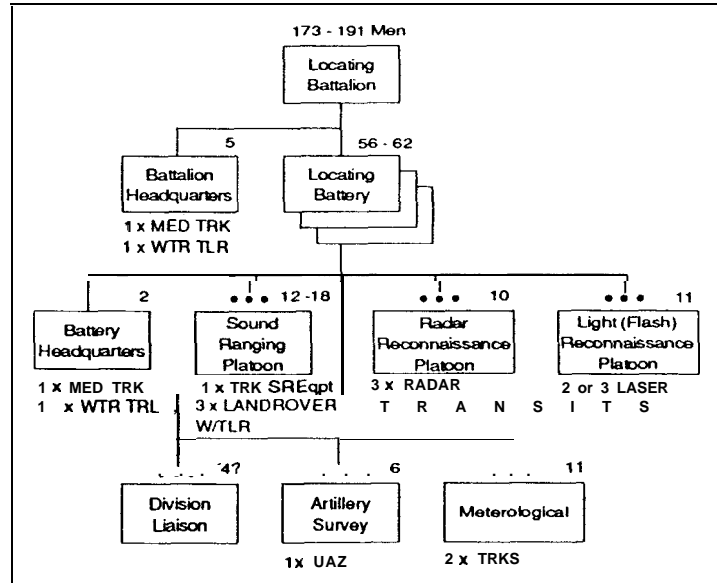 173 - 191 Men
Locating
Battalion
5
Battalion
Headquarters
1 x MED TRK
1 x WTR TLR
56 - 62
Locating
Battery
2
Battery
Headquarters
1 x MED TRK
1 x WTR TRL
12 -18
Sound
Ranging
Platoon
1 x TRK SREqpt
3 x LANDROVER
W/TLR
10
Radar
Reconnaissance
Platoon
3 x RADAR
11
Light (Flash)
Reconnaissance
Platoon
2 or 3 LASER
T R A N S I T S
4?
Division
Liaison
6
Artillery
Survey
1x UAZ
11
Meterological
2 x TRKS